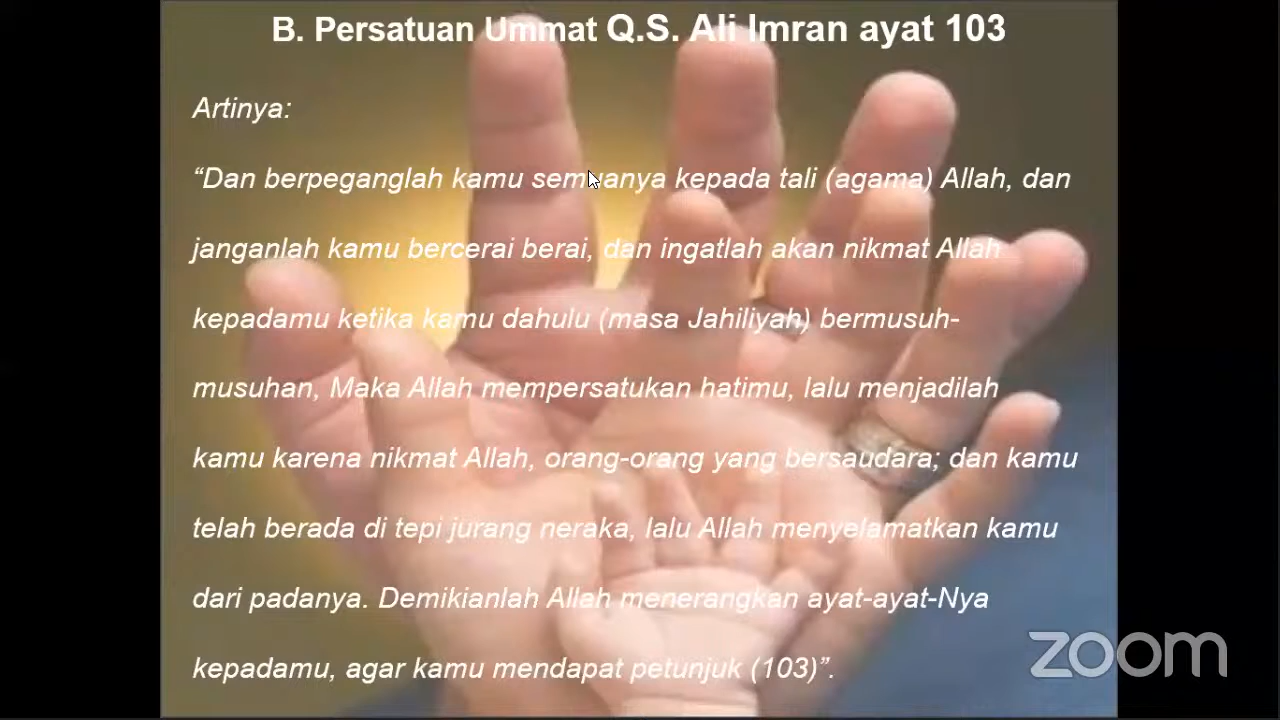 B. Persatuan Ummat Q.S. Ali Imran ayat 103
Artinya:
“Dan berpeganglah kamu semuanya kepada tali (agama) Allah, dan
janganlah kamu bercerai berai, dan ingatlah akan nikmat Allah
kepadamu ketika kamu dahulu (masa Jahiliyah) bermusuh-
musuhan, Maka Allah mempersatukan hatimu, lalu menjadilah
kamu karena nikmat Allah, orang-orang yang bersaudara; dan kamu
telah berada di tepi jurang neraka, lalu Allah menyelamatkan kamu
dari padanya. Demikianlah Allah menerangkan ayat-ayat-Nya
kepadamu, agar kamu mendapat petunjuk (103)”.
zoom